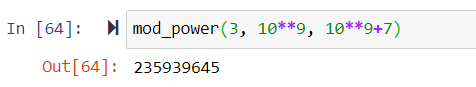 In [64]: mod_power(3, 10**9, 10**9+7)
Out[64]: 235939645